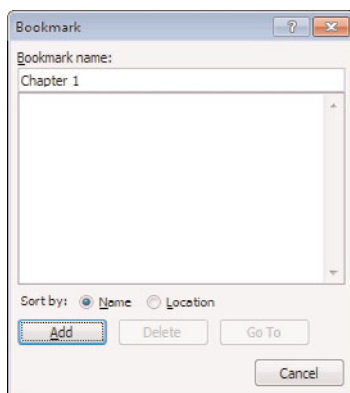 Bookmark
Bookmark name:
Chapter 1
Sort by: Name Location
Add Delete Go To
Cancel